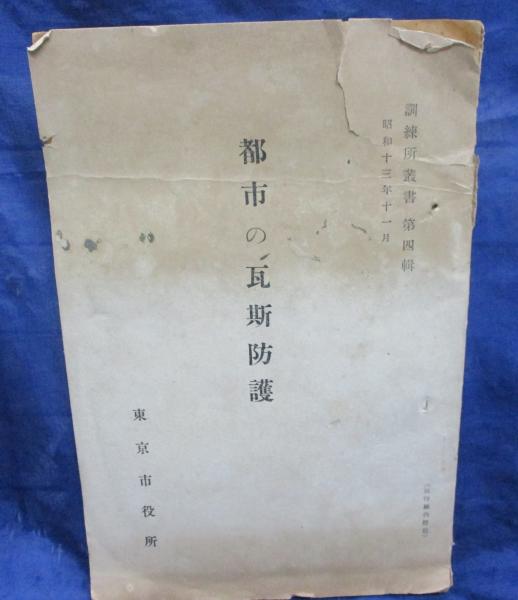 訓練所叢書 第四輯
昭和十三年十一月
都市の瓦斯防護
東京市役所